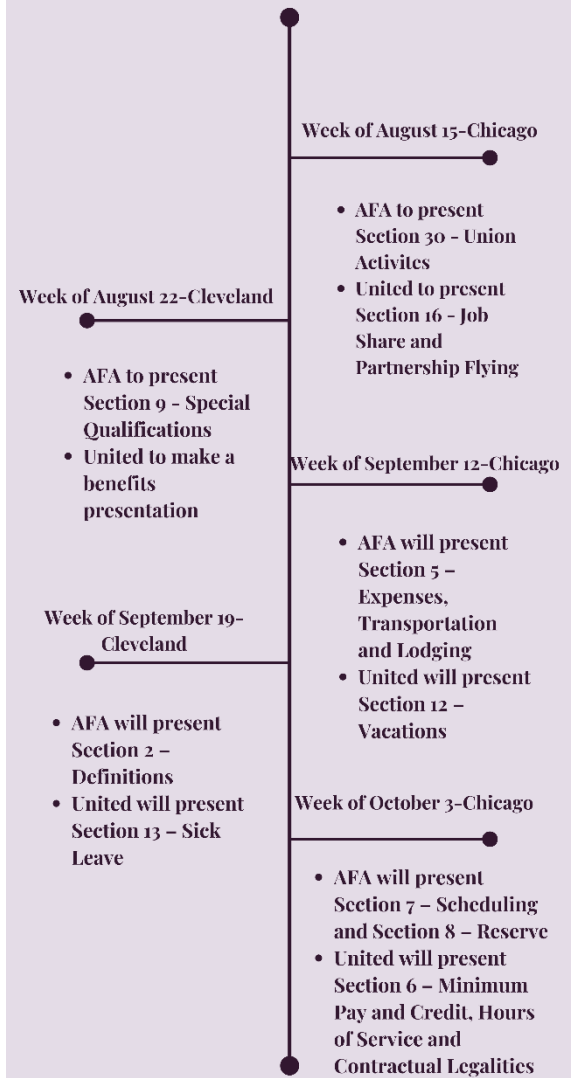 Week of August 15-Chicago
• AFA to present
Section 30 - Union
Activites
• United to present
Section 16 - Job
Share and
Partnership Flying
Week of August 22-Cleveland
• AFA to present
Section 9 - Special
Qualifications
• United to make a
benefits
presentation
Week of September 12-Chicago
• AFA will present
Section 5 –
Expenses,
Transportation
and Lodging
• United will present
Section 12 –
Vacations
Week of September 19-
Cleveland
• AFA will present
Section 2 –
Definitions
• United will present
Section 13 – Sick
Leave
Week of October 3-Chicago
• AFA will present
Section 7 – Scheduling
and Section 8 – Reserve
• United will present
Section 6 – Minimum
Pay and Credit, Hours
of Service and
Contractual Legalities